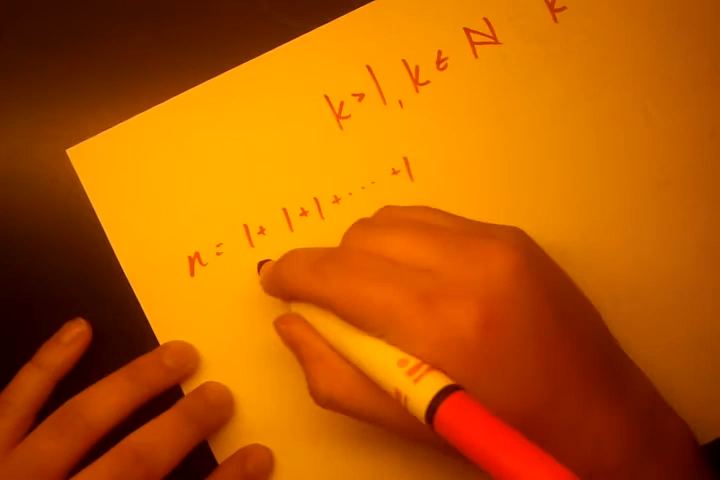 k > 1, k ∈ ℕ k
n = 1 + 1 + 1 + ... + 1